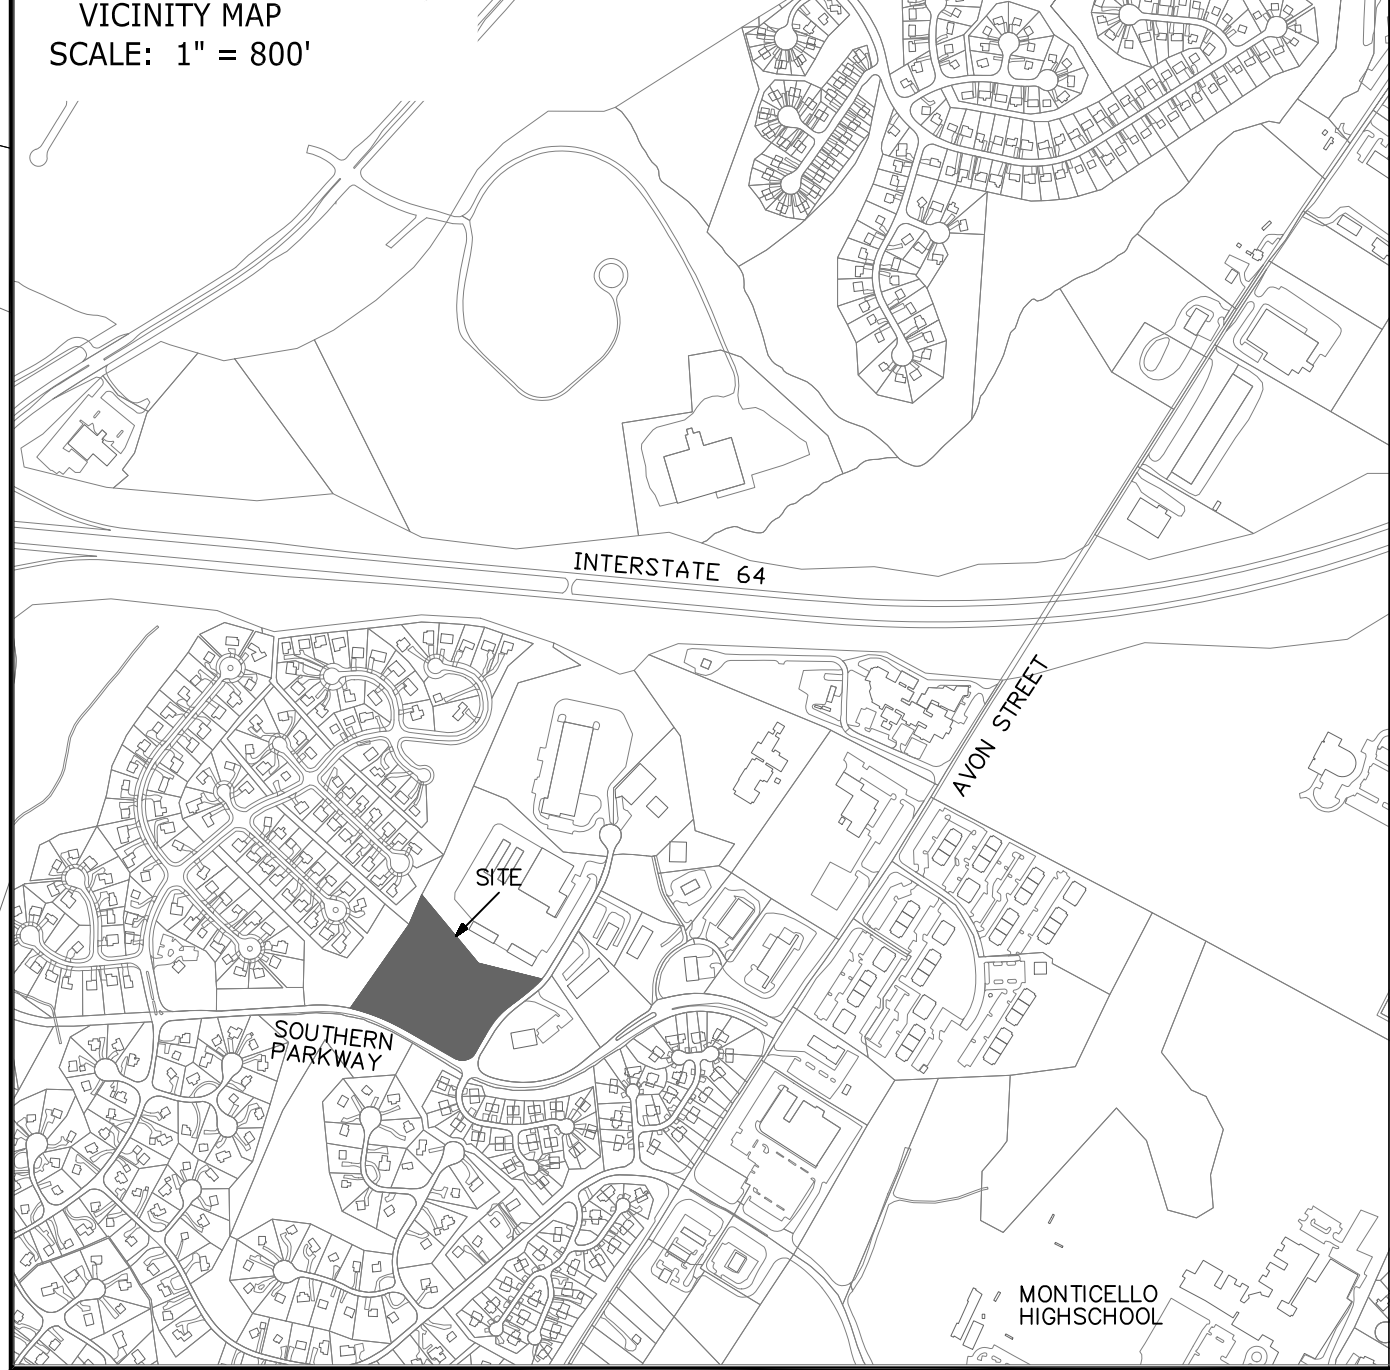 VICINITY MAP
SCALE: 1" = 800'
INTERSTATE 64
AVON STREET
SITE
SOUTHERN
PARKWAY
MONTICELLO
HIGHSCHOOL